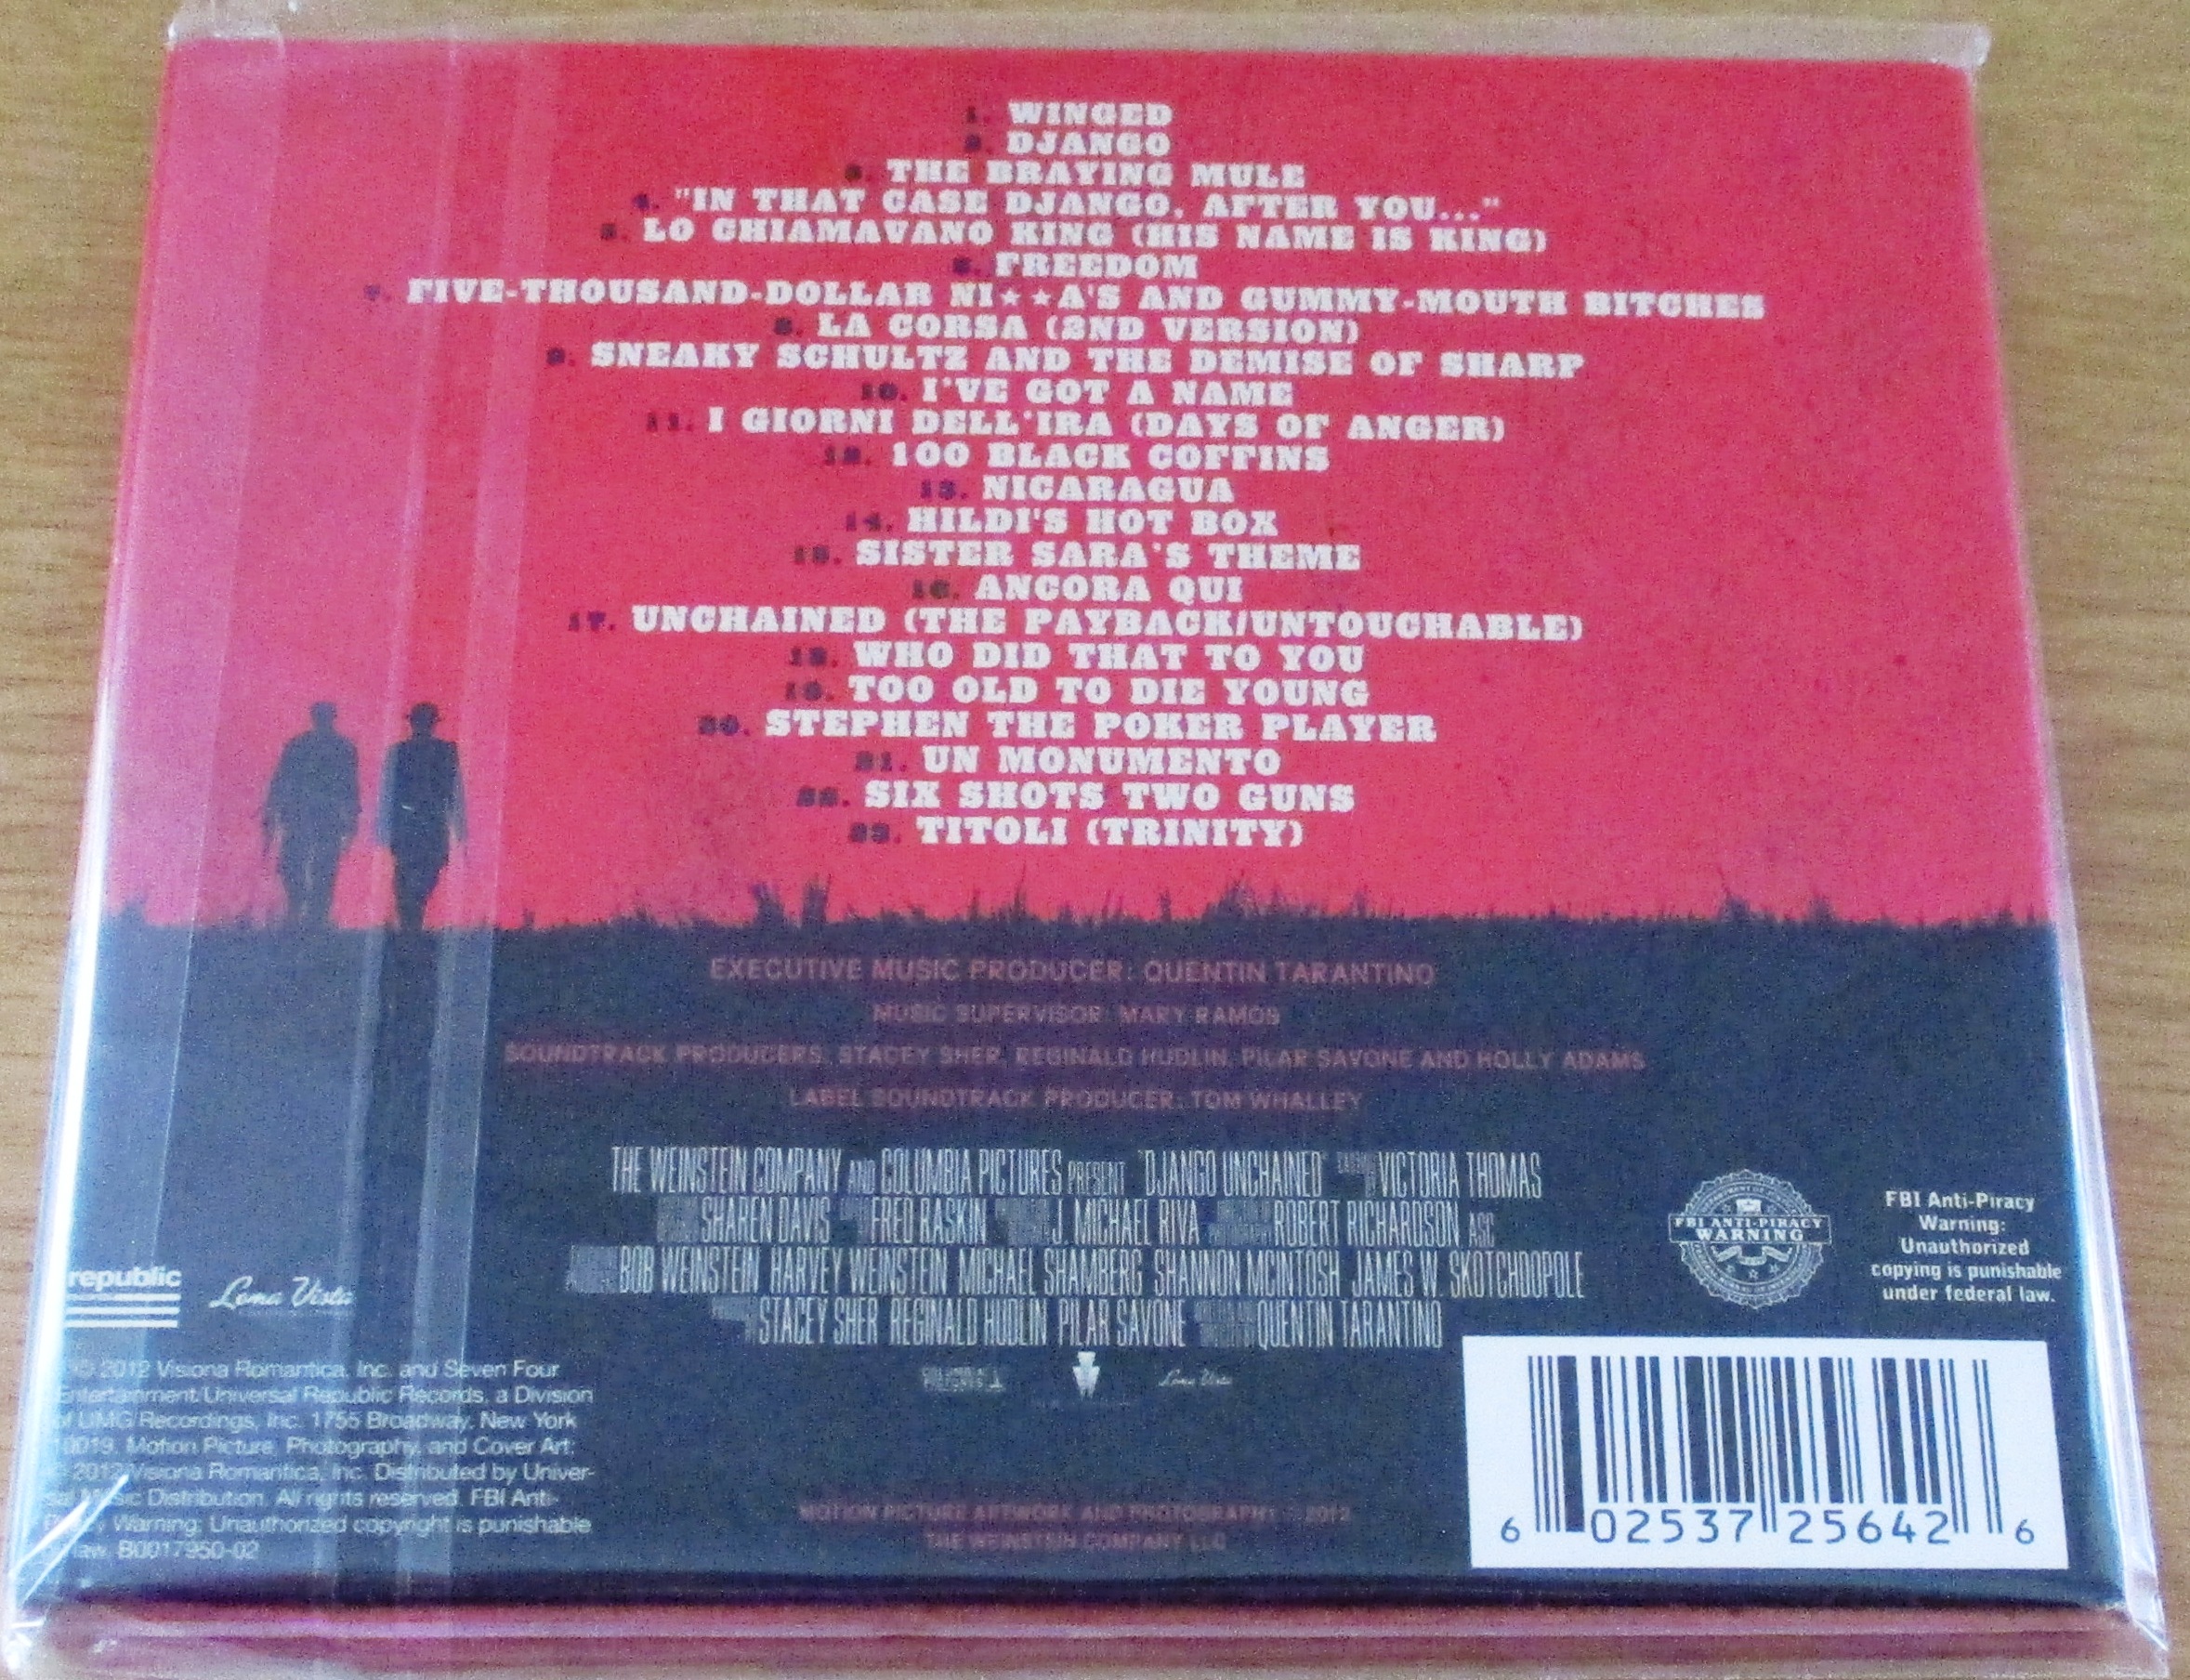 1. WINGED
2. DJANGO
3. THE BRAYING MULE
4. "IN THAT CASE DJANGO, AFTER YOU..."
5. LO CHIAMAVANO KING (HIS NAME IS KING)
6. FREEDOM
7. FIVE-THOUSAND-DOLLAR NI★★A'S AND GUMMY-MOUTH BITCHES
8. LA CORSA (2ND VERSION)
9. SNEAKY SCHULTZ AND THE DEMISE OF SHARP
10. I'VE GOT A NAME
11. I GIORNI DELL'IRA (DAYS OF ANGER)
12. 100 BLACK COFFINS
13. NICARAGUA
14. HILDI'S HOT BOX
15. SISTER SARA'S THEME
16. ANCORA QUI
17. UNCHAINED (THE PAYBACK/UNTOUCHABLE)
18. WHO DID THAT TO YOU
19. TOO OLD TO DIE YOUNG
20. STEPHEN THE POKER PLAYER
21. UN MONUMENTO
22. SIX SHOTS TWO GUNS
23. TITOLI (TRINITY)
EXECUTIVE MUSIC PRODUCER: QUENTIN TARANTINO
MUSIC SUPERVISOR: MARY RAMOS
SOUNDTRACK PRODUCERS: STACEY SHER, REGINALD HUDLIN, PILAR SAVONE AND HOLLY ADAMS
LABEL SOUNDTRACK PRODUCER: TOM WHALLEY
THE WEINSTEIN COMPANY AND COLUMBIA PICTURES PRESENT "DJANGO UNCHAINED" VICTORIA THOMAS
SHAREN DAVIS FRED RASKIN J. MICHAEL RIVA ROBERT RICHARDSON ASC
BOB WEINSTEIN HARVEY WEINSTEIN MICHAEL SHAMBERG SHANNON MCINTOSH JAMES W. SKOTCHDOPOLE
STACEY SHER REGINALD HUDLIN PILAR SAVONE QUENTIN TARANTINO
Loma Vista
FBI ANTI-PIRACY
WARNING
FBI Anti-Piracy
Warning:
Unauthorized
copying is punishable
under federal law.
republic
Loma Vista
© 2012 Visiona Romantica, Inc. and Seven Four
Entertainment/Universal Republic Records, a Division
of UMG Recordings, Inc. 1755 Broadway, New York
10019. Motion Picture, Photography, and Cover Art:
© 2012 Visiona Romantica, Inc. Distributed by Univer-
sal Music Distribution. All rights reserved. FBI Anti-
Piracy Warning: Unauthorized copyright is punishable
law. B0017950-02
MOTION PICTURE ARTWORK AND PHOTOGRAPHY © 2012
THE WEINSTEIN COMPANY LLC
6 02537 25642 6